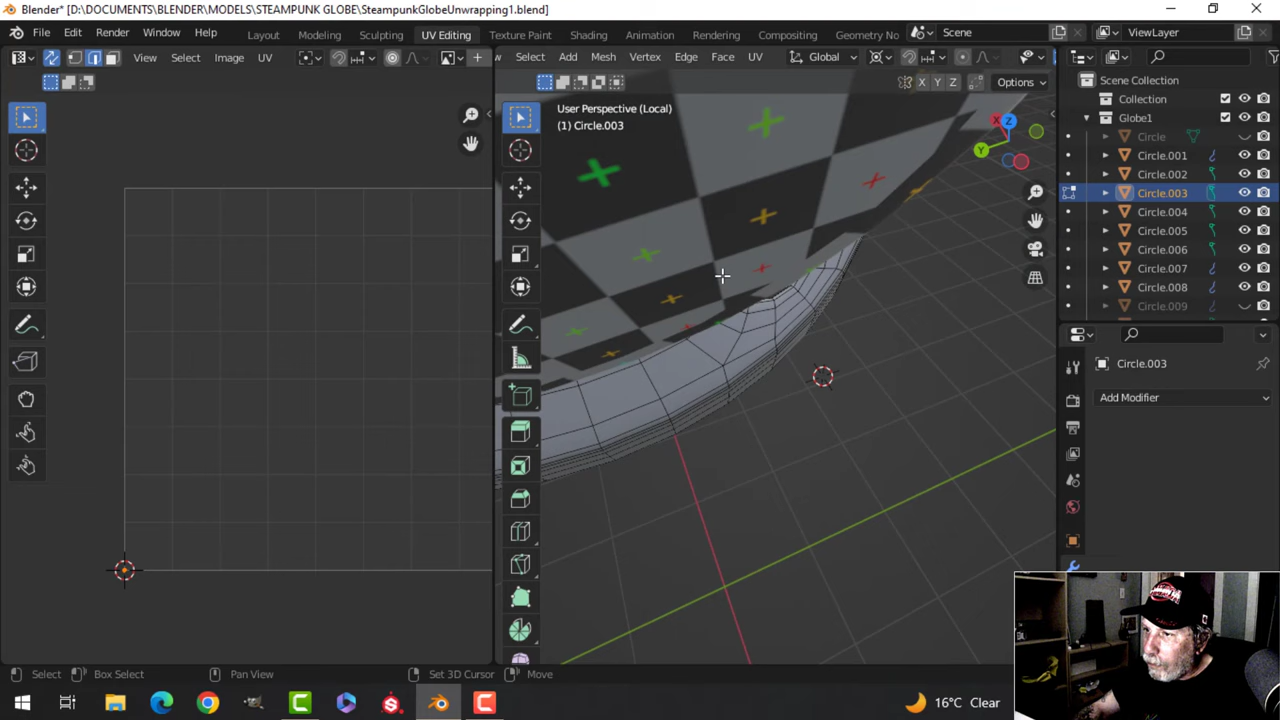 Blender* [D:\DOCUMENTS\BLENDER\MODELS\STEAMPUNK GLOBE\SteampunkGlobeUnwrapping1.blend]
File Edit Render Window Help Layout Modeling Sculpting UV Editing Texture Paint Shading Animation Rendering Compositing Geometry No Scene ViewLayer
View Select Image UV Select Add Mesh Vertex Edge Face UV Global
X Y Z Options
User Perspective (Local)
(1) Circle.003
Scene Collection
Collection
Globe1
Circle
Circle.001
Circle.002
Circle.003
Circle.004
Circle.005
Circle.006
Circle.007
Circle.008
Circle.009
Circle.003
Add Modifier
Select Box Select Pan View Set 3D Cursor Move
16°C Clear